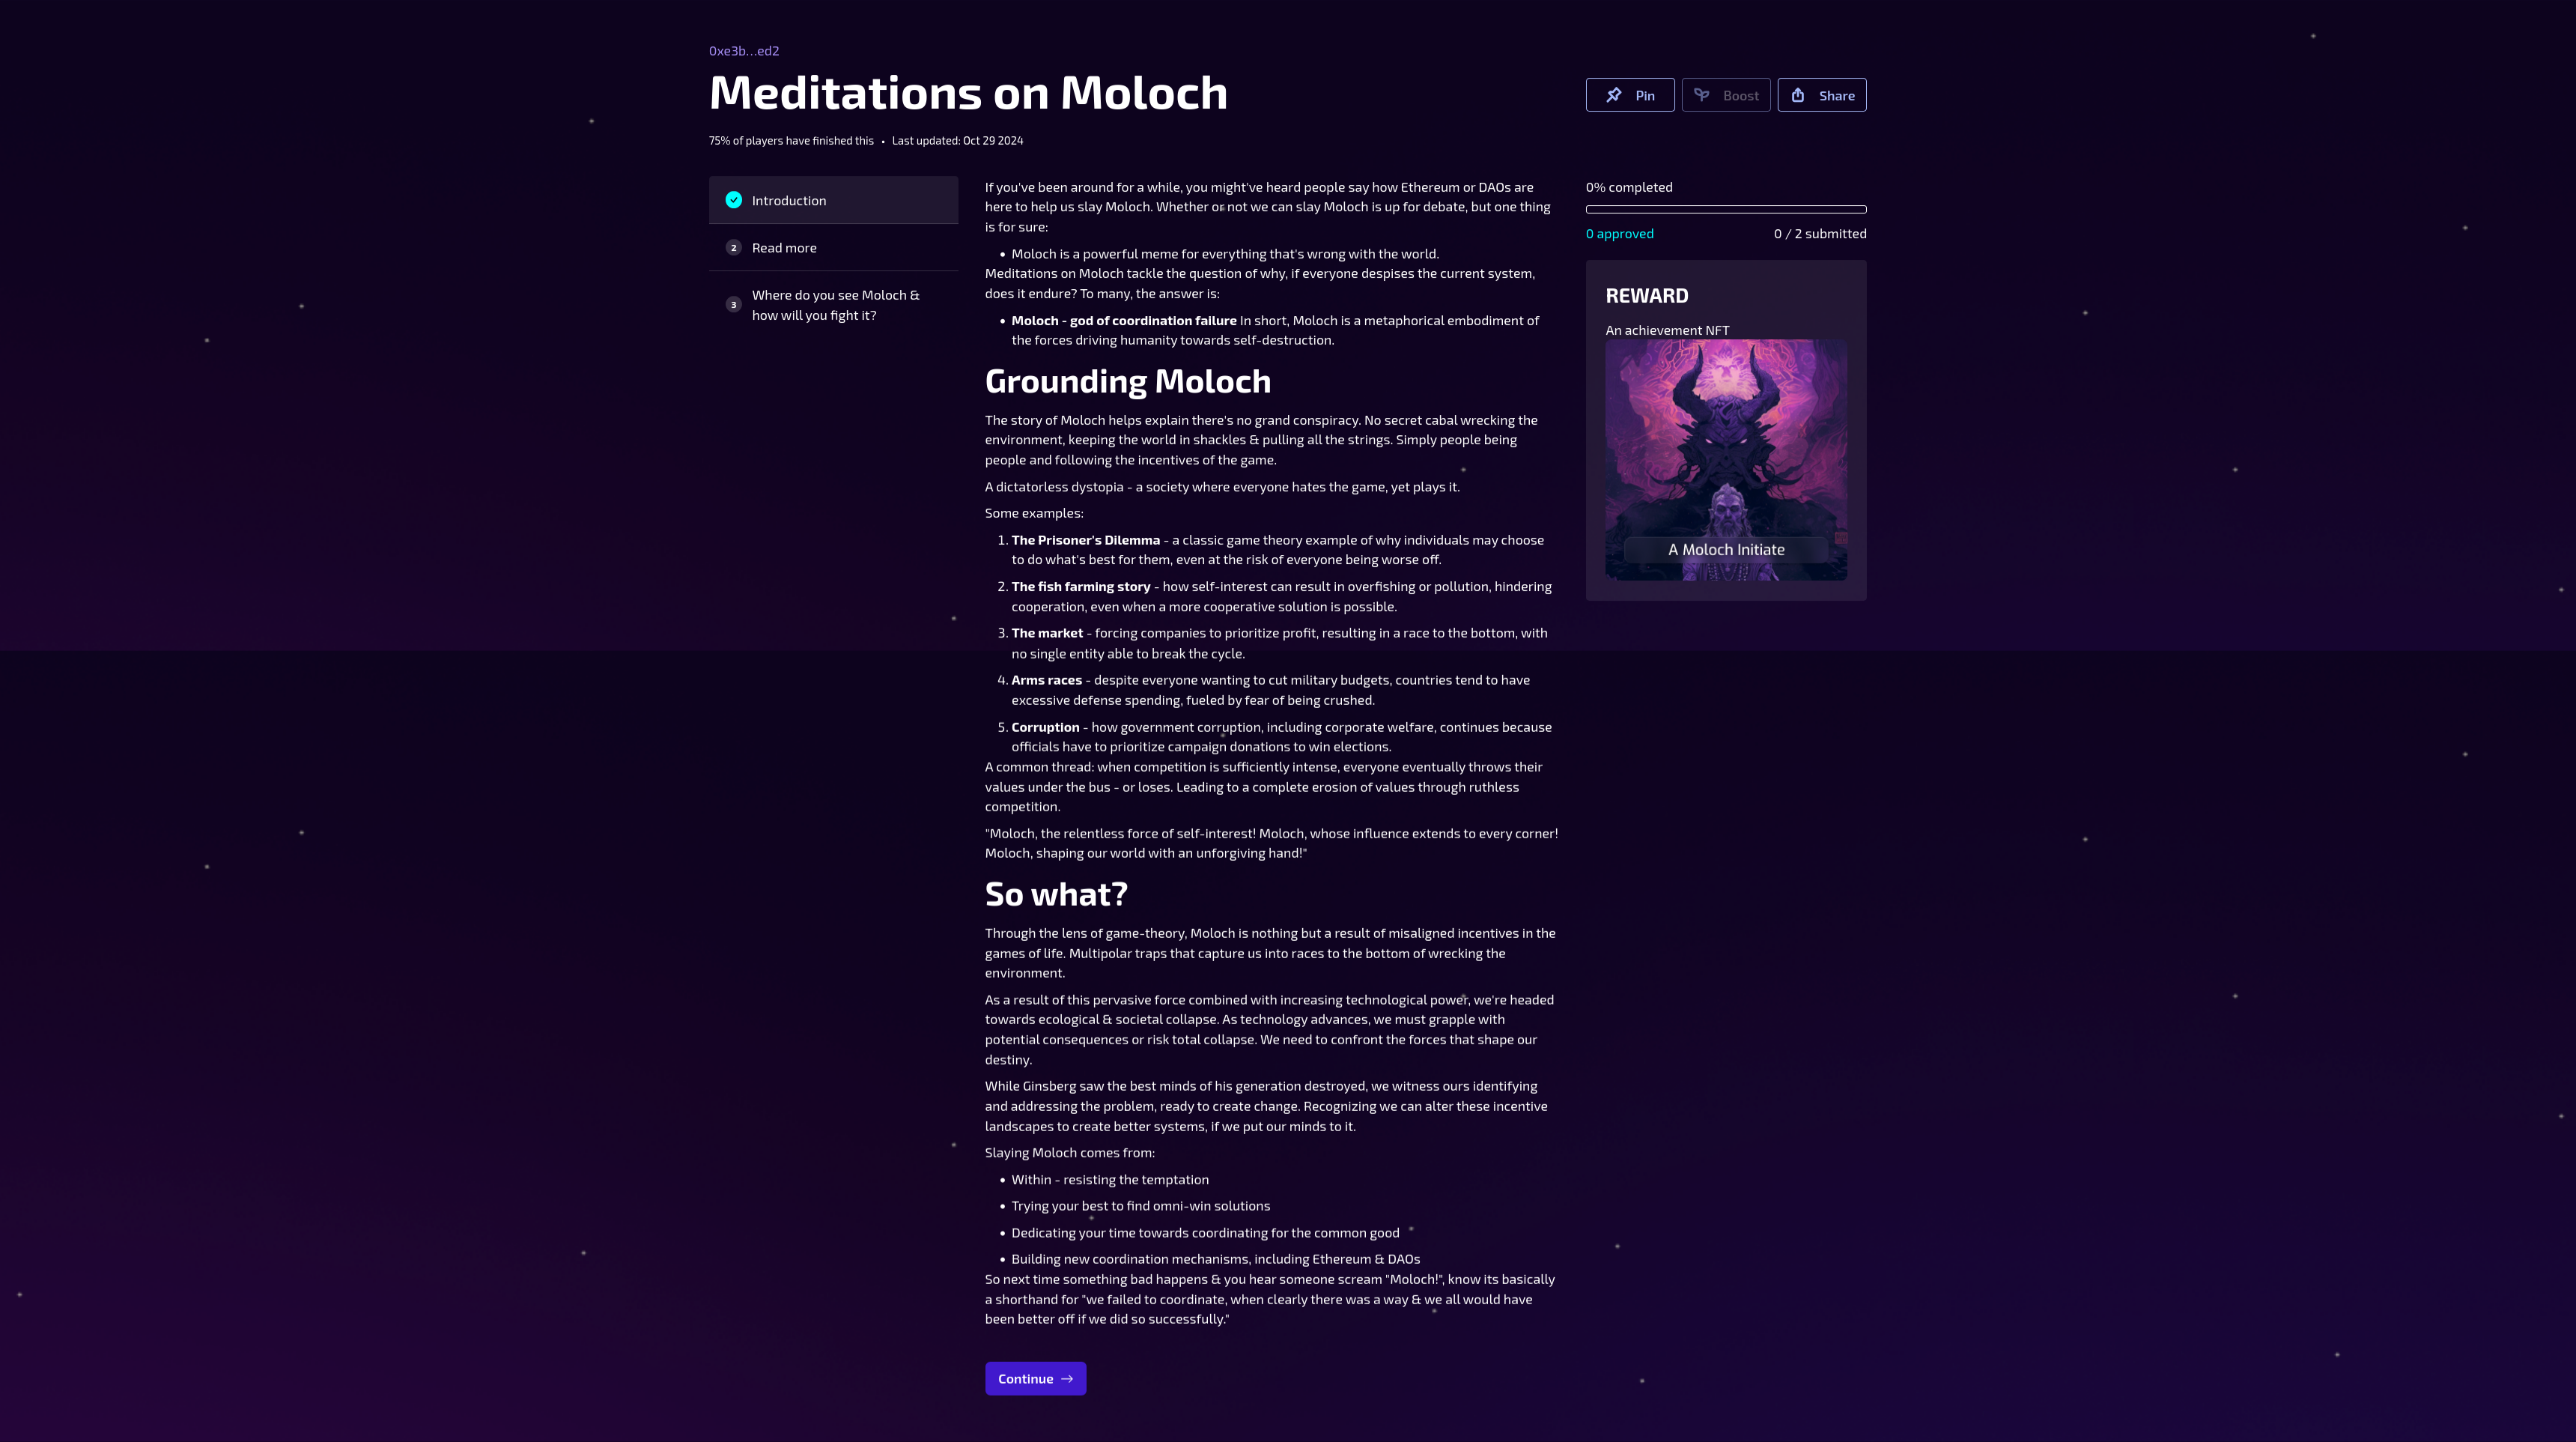 0xe3b...ed2
Meditations on Moloch
Pin
Boost
Share
75% of players have finished this • Last updated: Oct 29 2024
Introduction
2 Read more
3 Where do you see Moloch &
how will you fight it?
If you've been around for a while, you might've heard people say how Ethereum or DAOs are
here to help us slay Moloch. Whether or not we can slay Moloch is up for debate, but one thing
is for sure:
• Moloch is a powerful meme for everything that's wrong with the world.
Meditations on Moloch tackle the question of why, if everyone despises the current system,
does it endure? To many, the answer is:
• Moloch - god of coordination failure In short, Moloch is a metaphorical embodiment of
the forces driving humanity towards self-destruction.
Grounding Moloch
The story of Moloch helps explain there's no grand conspiracy. No secret cabal wrecking the
environment, keeping the world in shackles & pulling all the strings. Simply people being
people and following the incentives of the game.
A dictatorless dystopia - a society where everyone hates the game, yet plays it.
Some examples:
1. The Prisoner's Dilemma - a classic game theory example of why individuals may choose
to do what's best for them, even at the risk of everyone being worse off.
2. The fish farming story - how self-interest can result in overfishing or pollution, hindering
cooperation, even when a more cooperative solution is possible.
3. The market - forcing companies to prioritize profit, resulting in a race to the bottom, with
no single entity able to break the cycle.
4. Arms races - despite everyone wanting to cut military budgets, countries tend to have
excessive defense spending, fueled by fear of being crushed.
5. Corruption - how government corruption, including corporate welfare, continues because
officials have to prioritize campaign donations to win elections.
A common thread: when competition is sufficiently intense, everyone eventually throws their
values under the bus - or loses. Leading to a complete erosion of values through ruthless
competition.
"Moloch, the relentless force of self-interest! Moloch, whose influence extends to every corner!
Moloch, shaping our world with an unforgiving hand!"
So what?
Through the lens of game-theory, Moloch is nothing but a result of misaligned incentives in the
games of life. Multipolar traps that capture us into races to the bottom of wrecking the
environment.
As a result of this pervasive force combined with increasing technological power, we're headed
towards ecological & societal collapse. As technology advances, we must grapple with
potential consequences or risk total collapse. We need to confront the forces that shape our
destiny.
While Ginsberg saw the best minds of his generation destroyed, we witness ours identifying
and addressing the problem, ready to create change. Recognizing we can alter these incentive
landscapes to create better systems, if we put our minds to it.
Slaying Moloch comes from:
• Within - resisting the temptation
• Trying your best to find omni-win solutions
• Dedicating your time towards coordinating for the common good
• Building new coordination mechanisms, including Ethereum & DAOs
So next time something bad happens & you hear someone scream "Moloch!", know its basically
a shorthand for "we failed to coordinate, when clearly there was a way & we all would have
been better off if we did so successfully."
Continue →
0% completed
0 approved
0 / 2 submitted
REWARD
An achievement NFT
A Moloch Initiate